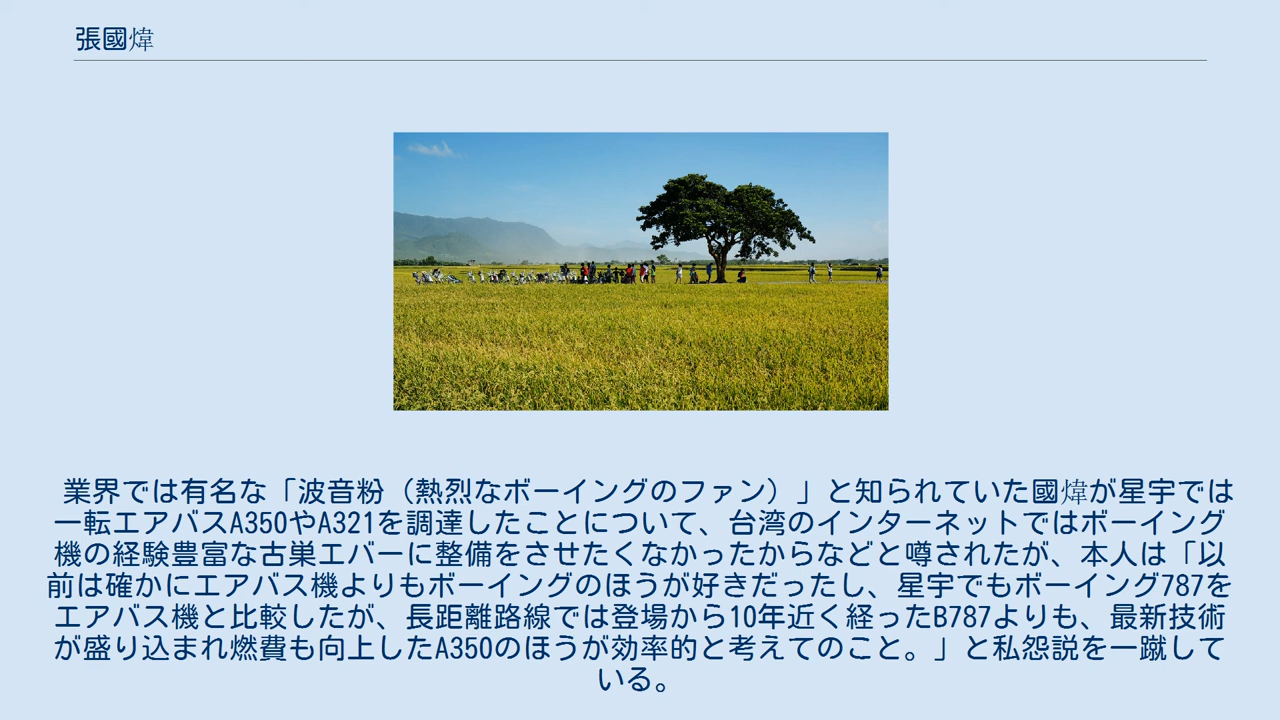 張國煒
業界では有名な「波音粉（熱烈なボーイングのファン）」と知られていた國煒が星宇では
一転エアバスA350やA321を調達したことについて、台湾のインターネットではボーイング
機の経験豊富な古巣エバーに整備をさせたくなかったからなどと噂されたが、本人は「以
前は確かにエアバス機よりもボーイングのほうが好きだったし、星宇でもボーイング787を
エアバス機と比較したが、長距離路線では登場から10年近く経ったB787よりも、最新技術
が盛り込まれ燃費も向上したA350のほうが効率的と考えてのこと。」と私怨説を一蹴して
いる。